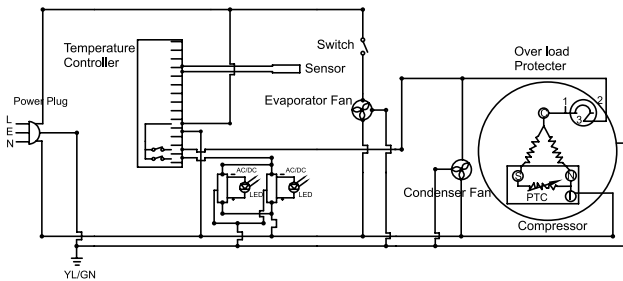 Temperature
Controller
Switch
Sensor
Over load
Protecter
Power Plug
Evaporator Fan
1
2
3
C
L
E
N
AC/DC
LED
AC/DC
LED
Condenser Fan
S
N
PTC
Compressor
YL/GN